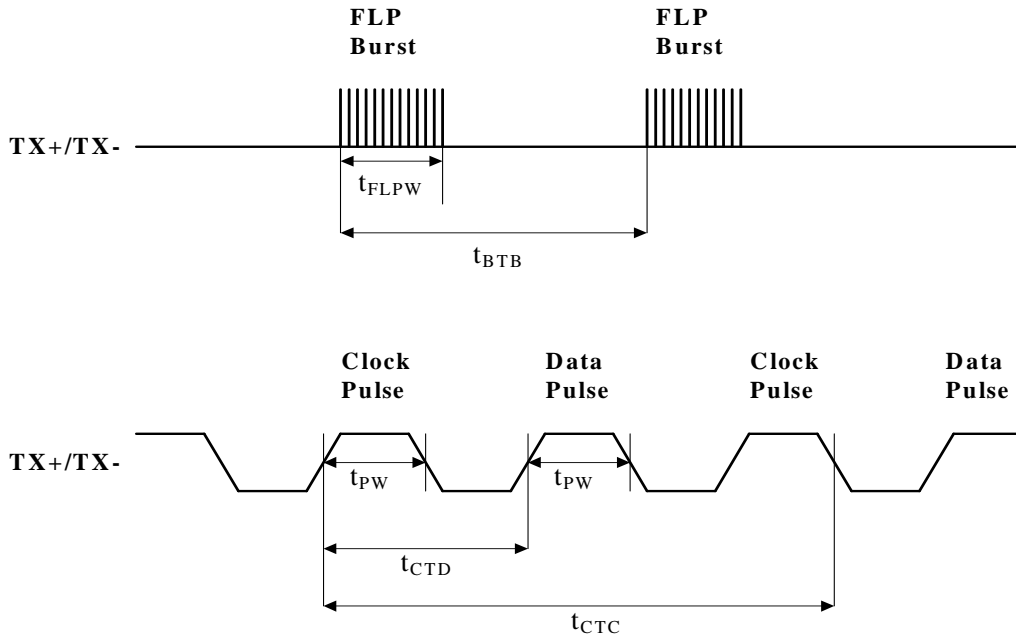 FLP FLP
Burst Burst
TX+/TX-
tFLPW
tBTB
Clock Data Clock Data
Pulse Pulse Pulse Pulse
TX+/TX-
tPW tPW
tCTD
tCTC